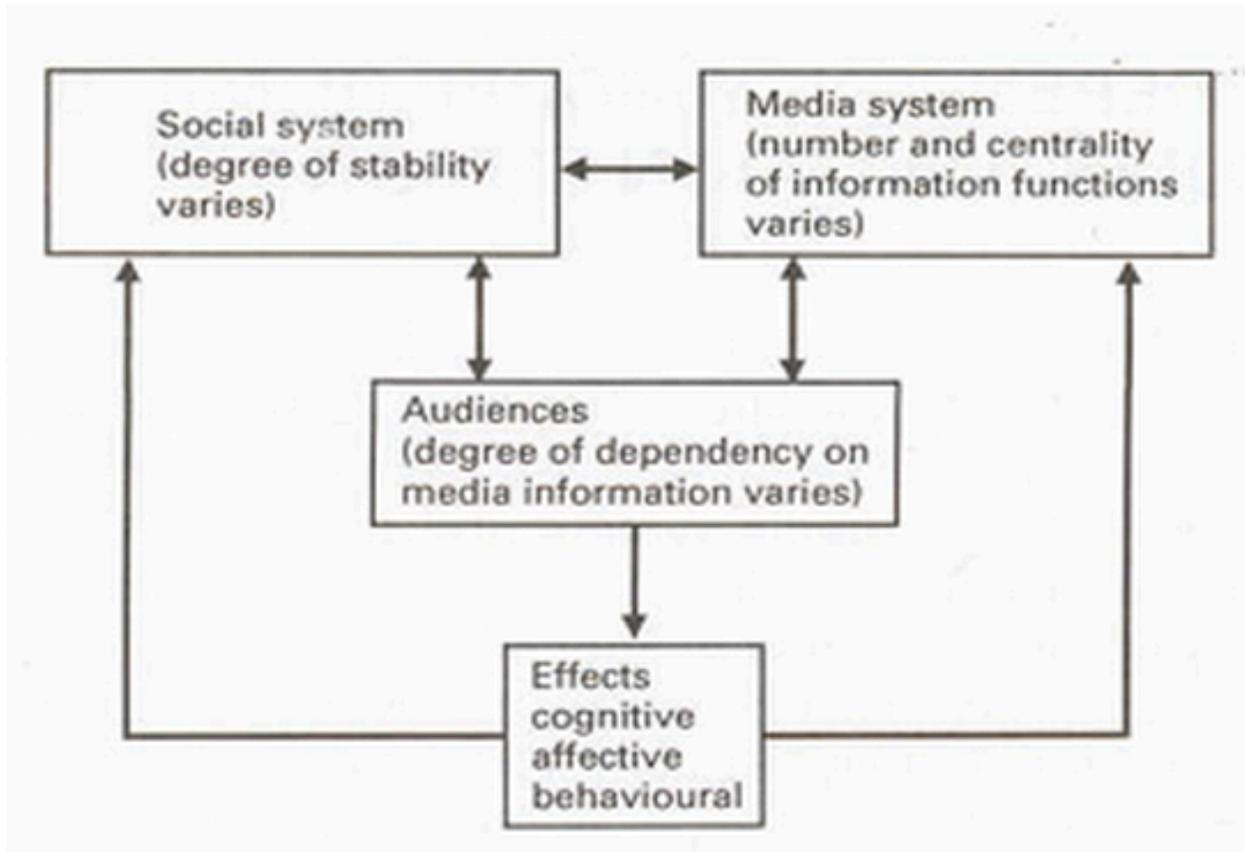 Social system
(degree of stability
varies)
Media system
(number and centrality
of information functions
varies)
Audiences
(degree of dependency on
media information varies)
Effects
cognitive
affective
behavioural